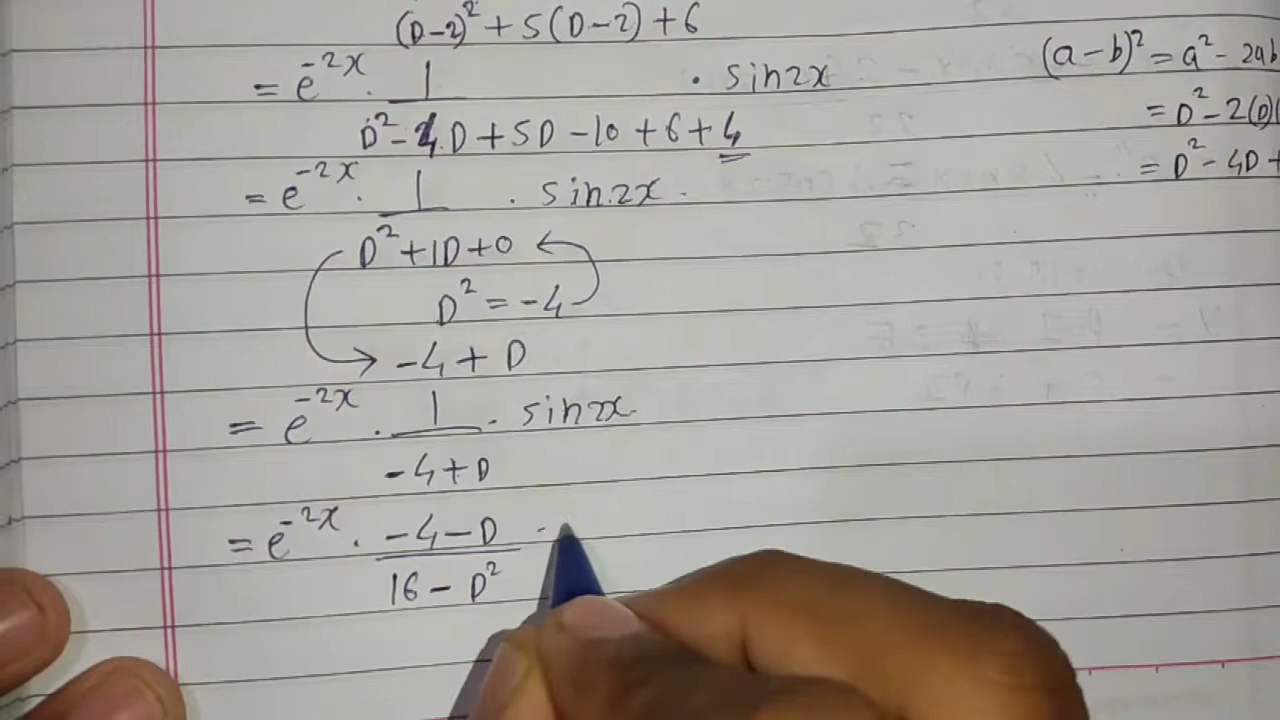 (D-2)² + 5(D-2) + 6
= e^-2x · 1 · sin2x
D² - 4D + 5D - 10 + 6 + 4
= e^-2x · 1 · sin2x.
D² + 1D + 0
D² = -4
-4 + D
= e^-2x · 1 · sin2x
-4 + D
= e^-2x · -4 - D ·
16 - D²
(a-b)² = a² - 2ab
= D² - 2(D)(
= D² - 4D +